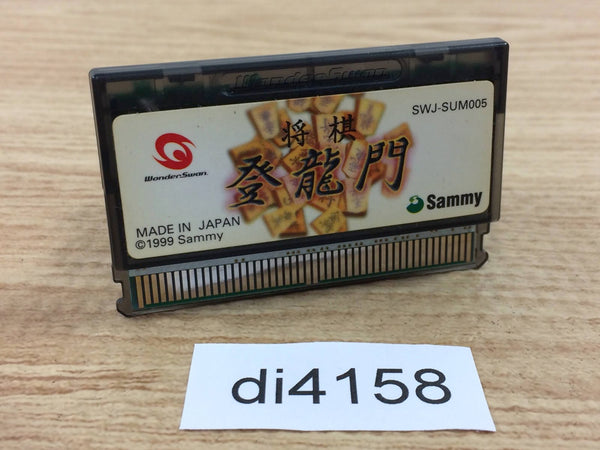 WonderSwan
SWJ-SUM005
将棋
登龍門
WonderSwan
Sammy
MADE IN JAPAN
©1999 Sammy
di4158